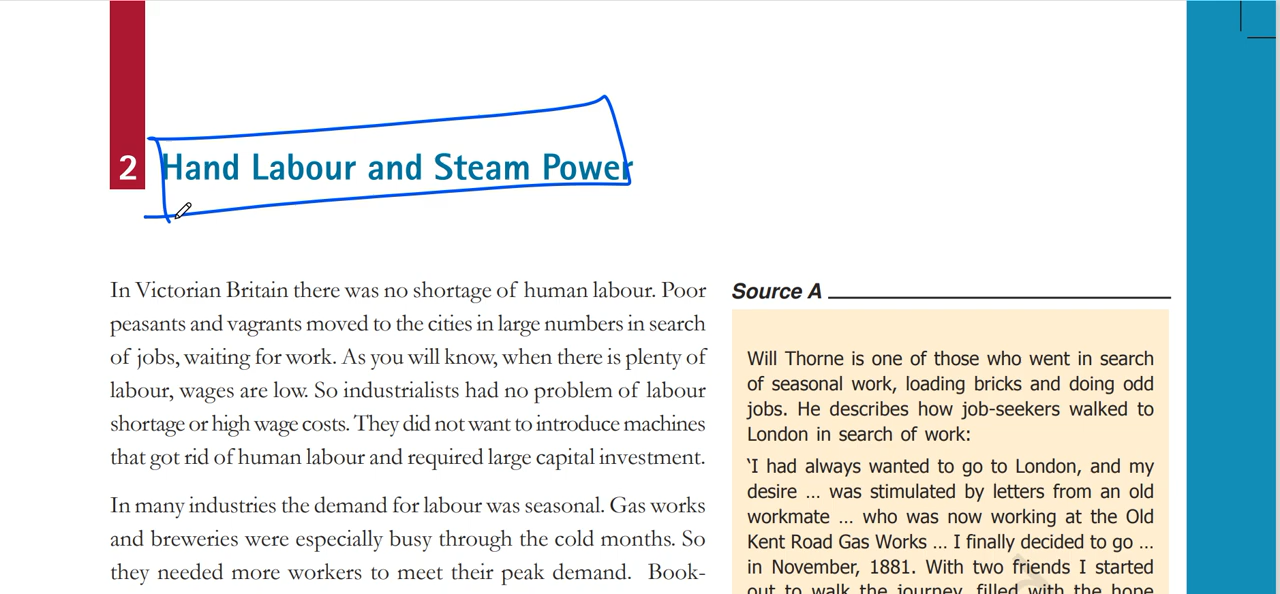 2 Hand Labour and Steam Power
In Victorian Britain there was no shortage of human labour. Poor
peasants and vagrants moved to the cities in large numbers in search
of jobs, waiting for work. As you will know, when there is plenty of
labour, wages are low. So industrialists had no problem of labour
shortage or high wage costs. They did not want to introduce machines
that got rid of human labour and required large capital investment.
In many industries the demand for labour was seasonal. Gas works
and breweries were especially busy through the cold months. So
they needed more workers to meet their peak demand. Book-
Source A
Will Thorne is one of those who went in search
of seasonal work, loading bricks and doing odd
jobs. He describes how job-seekers walked to
London in search of work:
‘I had always wanted to go to London, and my
desire … was stimulated by letters from an old
workmate … who was now working at the Old
Kent Road Gas Works … I finally decided to go …
in November, 1881. With two friends I started
out to walk the journey, filled with the hope